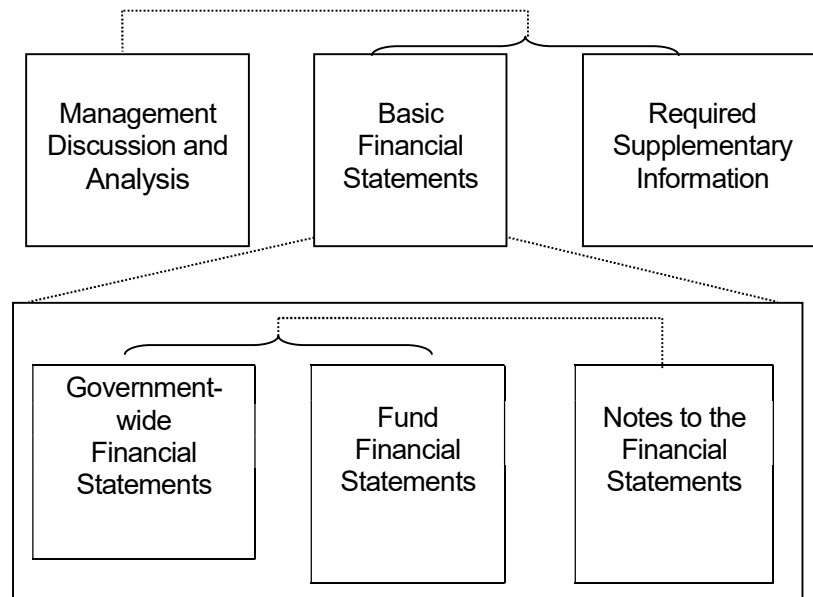 Management
Discussion and
Analysis
Basic
Financial
Statements
Required
Supplementary
Information
Government-
wide
Financial
Statements
Fund
Financial
Statements
Notes to the
Financial
Statements